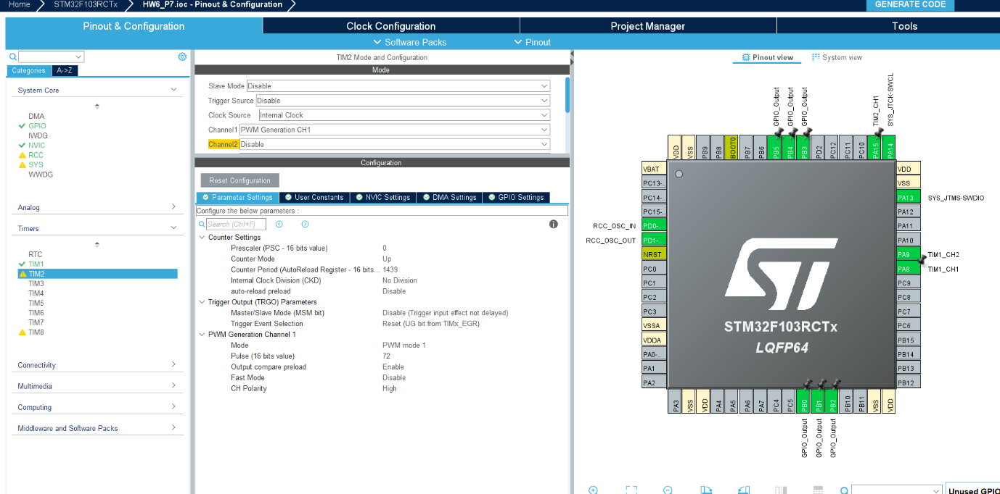 Home STM32F103RCTx HW6_P7.ioc - Pinout & Configuration GENERATE CODE
Pinout & Configuration Clock Configuration Project Manager Tools
Software Packs Pinout
Categories A->Z
System Core
DMA
GPIO
IWDG
NVIC
RCC
SYS
WWDG
Analog
Timers
RTC
TIM1
TIM2
TIM3
TIM4
TIM5
TIM6
TIM7
TIM8
Connectivity
Multimedia
Computing
Middleware and Software Packs
TIM2 Mode and Configuration
Mode
Slave Mode Disable
Trigger Source Disable
Clock Source Internal Clock
Channel1 PWM Generation CH1
Channel2 Disable
Configuration
Reset Configuration
Parameter Settings User Constants NVIC Settings DMA Settings GPIO Settings
Configure the below parameters :
Search (Ctrl+F)
Counter Settings
Prescaler (PSC - 16 bits value) 0
Counter Mode Up
Counter Period (AutoReload Register - 16 bits... 1439
Internal Clock Division (CKD) No Division
auto-reload preload Disable
Trigger Output (TRGO) Parameters
Master/Slave Mode (MSM bit) Disable (Trigger input effect not delayed)
Trigger Event Selection Reset (UG bit from TIMx_EGR)
PWM Generation Channel 1
Mode PWM mode 1
Pulse (16 bits value) 72
Output compare preload Enable
Fast Mode Disable
CH Polarity High
Pinout view System view
GPIO_Output GPIO_Output GPIO_Output TIM2_CH1 SYS_JTCK-SWCL
VDD VSS PB9 PB8 BOOT0 PB7 PB6 PB5 PB4 PB3 PD2 PC12 PC11 PC10 PA15 PA14
VBAT VDD
PC13-.. VSS
PC14-.. PA13 SYS_JTMS-SWDIO
PC15-.. PA12
RCC_OSC_IN PD0-.. PA11
RCC_OSC_OUT PD1-.. PA10
NRST PA9 TIM1_CH2
PC0 PA8 TIM1_CH1
PC1 PC9
PC2 PC8
PC3 PC7
VSSA PC6
VDDA PB15
PA0-.. PB14
PA1 PB13
PA2 PB12
ST
STM32F103RCTx
LQFP64
PA3 VSS VDD PA4 PA5 PA6 PA7 PC4 PC5 PB0 PB1 PB2 PB10 PB11 VSS VDD
GPIO_Output GPIO_Output GPIO_Output
Unused GPIO